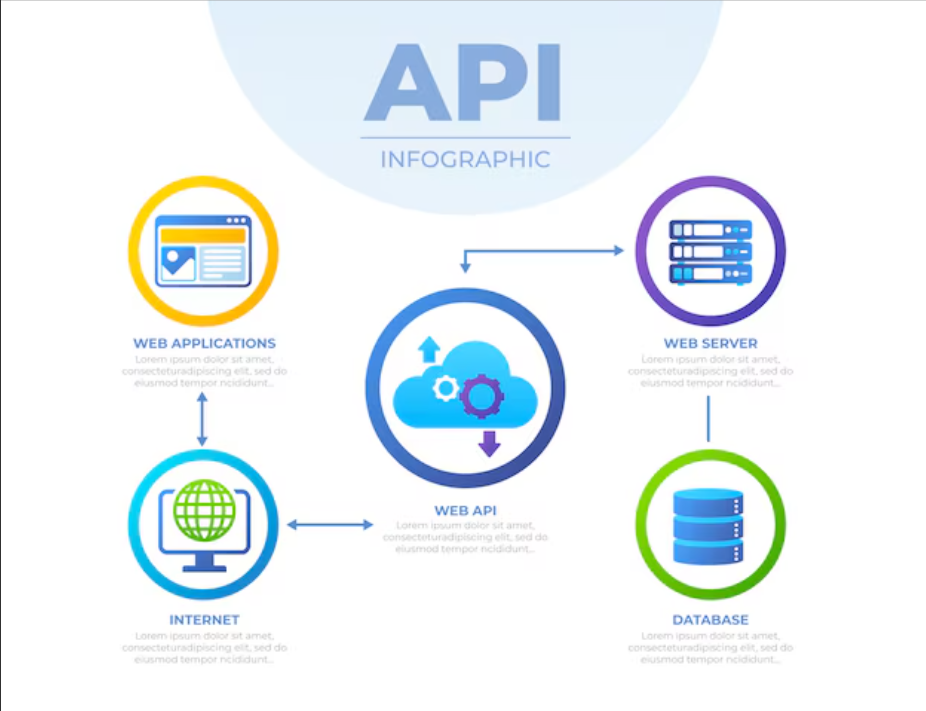 API
INFOGRAPHIC
WEB APPLICATIONS
Lorem ipsum dolor sit amet,
consecteturadipiscing elit, sed do
eiusmod tempor ncididunt...
WEB SERVER
Lorem ipsum dolor sit amet,
consecteturadipiscing elit, sed do
eiusmod tempor ncididunt...
WEB API
Lorem ipsum dolor sit amet,
consecteturadipiscing elit, sed do
eiusmod tempor ncididunt...
INTERNET
Lorem ipsum dolor sit amet,
consecteturadipiscing elit, sed do
eiusmod tempor ncididunt...
DATABASE
Lorem ipsum dolor sit amet,
consecteturadipiscing elit, sed do
eiusmod tempor ncididunt...